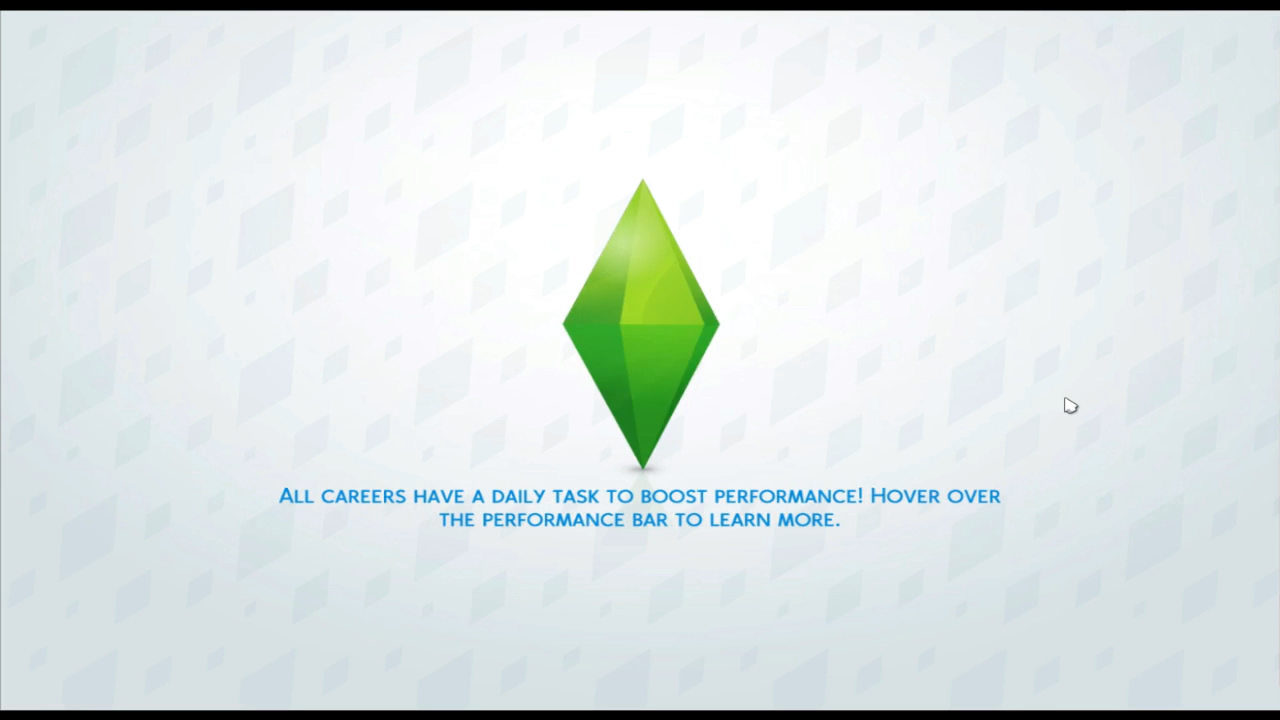 All careers have a daily task to boost performance! Hover over
the performance bar to learn more.